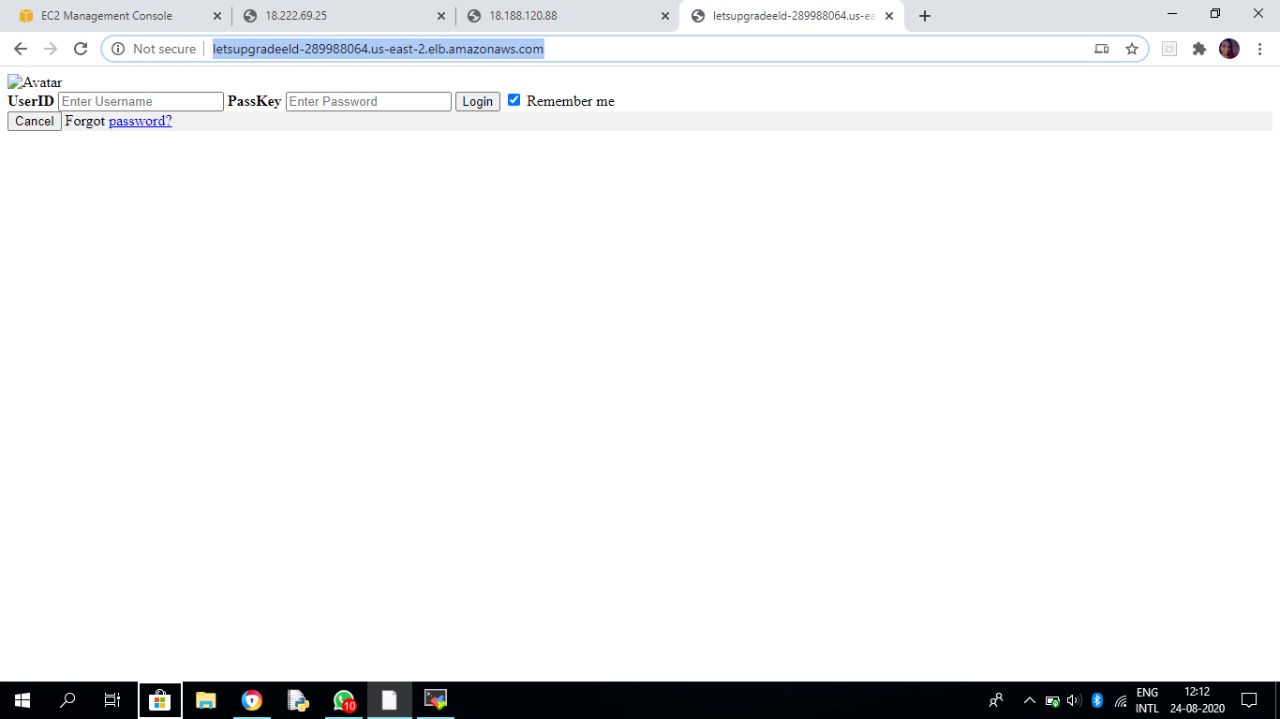 EC2 Management Console
18.222.69.25
18.188.120.88
letsupgradeeld-289988064.us-ea
Not secure
letsupgradeeld-289988064.us-east-2.elb.amazonaws.com
Avatar
UserID Enter Username PassKey Enter Password Login Remember me
Cancel Forgot password?
10
ENG 12:12
INTL 24-08-2020